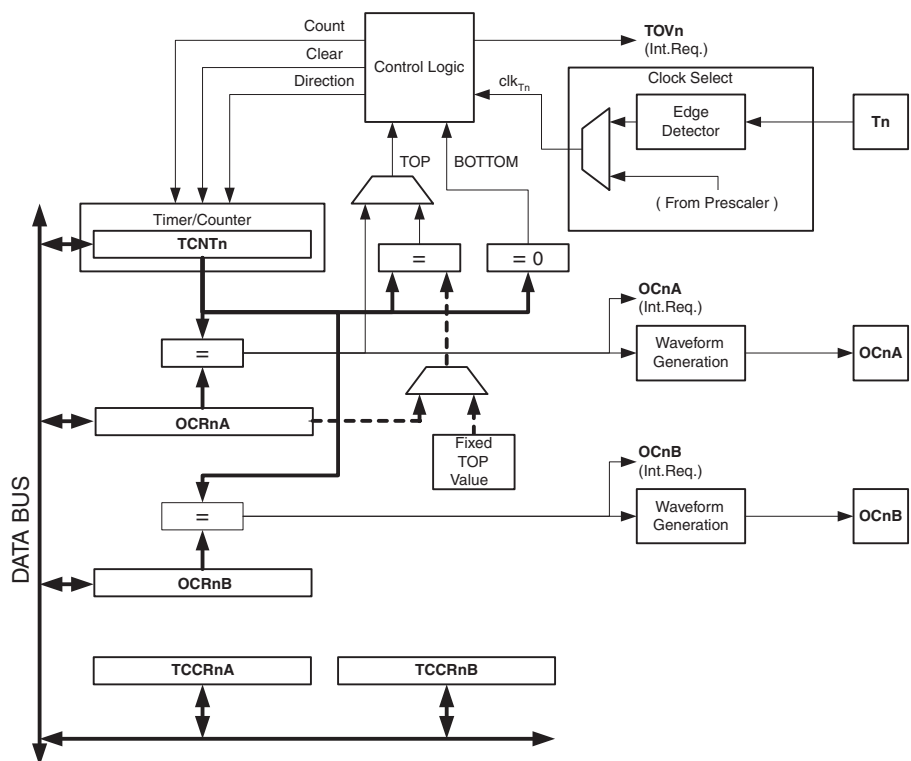 Count
Clear
Direction
Control Logic
TOVn
(Int.Req.)
Clock Select
clkTn
Edge
Detector
Tn
( From Prescaler )
TOP
BOTTOM
Timer/Counter
TCNTn
=
= 0
OCnA
(Int.Req.)
=
Waveform
Generation
OCnA
OCRnA
Fixed
TOP
Value
OCnB
(Int.Req.)
=
Waveform
Generation
OCnB
OCRnB
DATA BUS
TCCRnA
TCCRnB